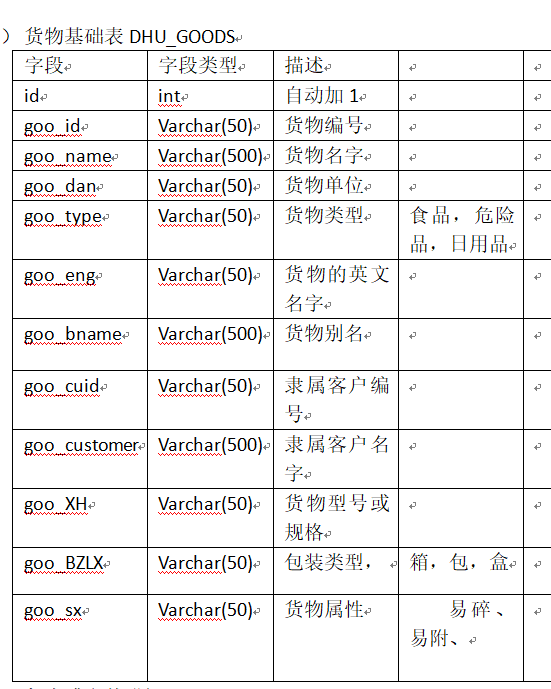 ） 货物基础表 DHU_GOODS
字段 字段类型 描述
id int 自动加 1
goo_id Varchar(50) 货物编号
goo_name Varchar(500) 货物名字
goo_dan Varchar(50) 货物单位
goo_type Varchar(50) 货物类型 食品，危险
品，日用品
goo_eng Varchar(50) 货物的英文
名字
goo_bname Varchar(500) 货物别名
goo_cuid Varchar(50) 隶属客户编
号
goo_customer Varchar(500) 隶属客户名
字
goo_XH Varchar(50) 货物型号或
规格
goo_BZLX Varchar(50) 包装类型， 箱，包，盒
goo_sx Varchar(50) 货物属性 易碎、
易附、